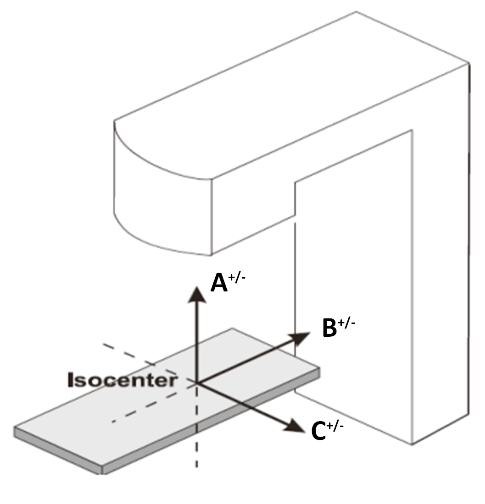 A+/-
B+/-
Isocenter
C+/-